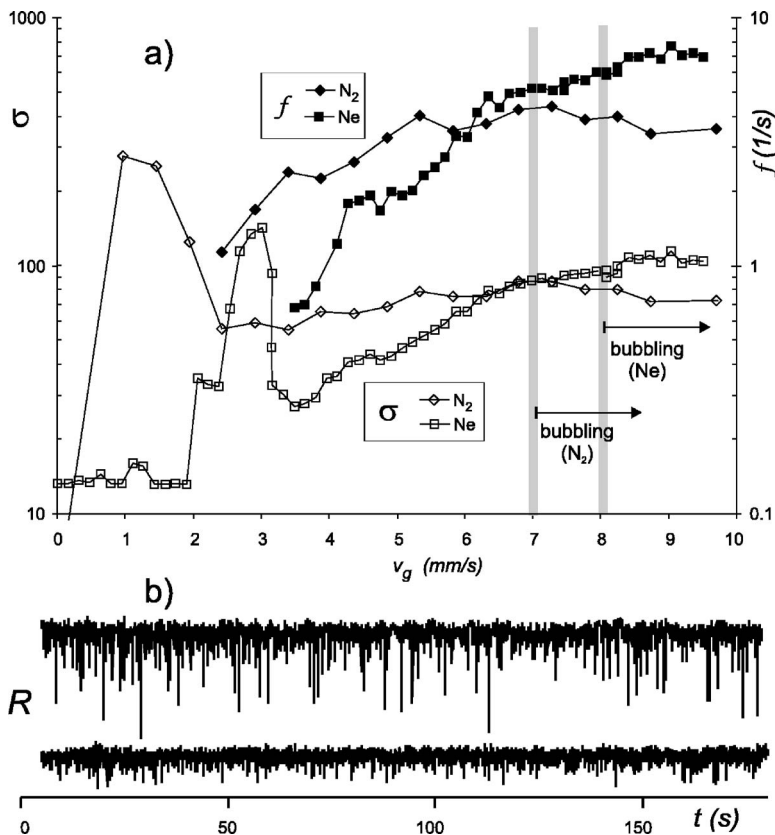 1000
10
a)
N2
f
Ne
σ
f (1/s)
100
1
bubbling
(Ne)
σ
N2
Ne
bubbling
(N2)
10
0.1
0 1 2 3 4 5 6 7 8 9 10
vg (mm/s)
b)
R
0 50 100 150 t (s)